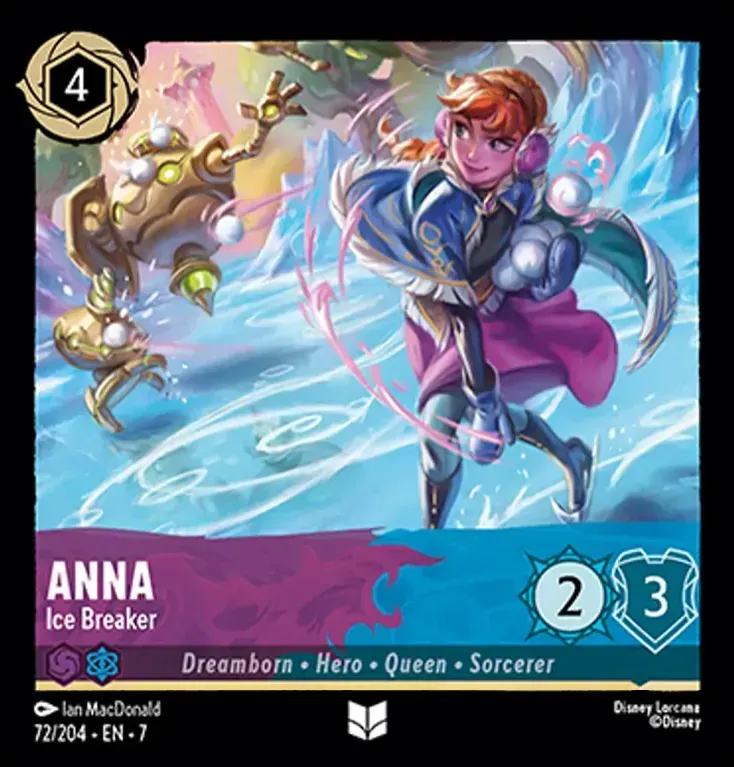 4
ANNA
Ice Breaker
2
3
Dreamborn • Hero • Queen • Sorcerer
Ian MacDonald
Disney Lorcana
72/204 • EN • 7
©Disney